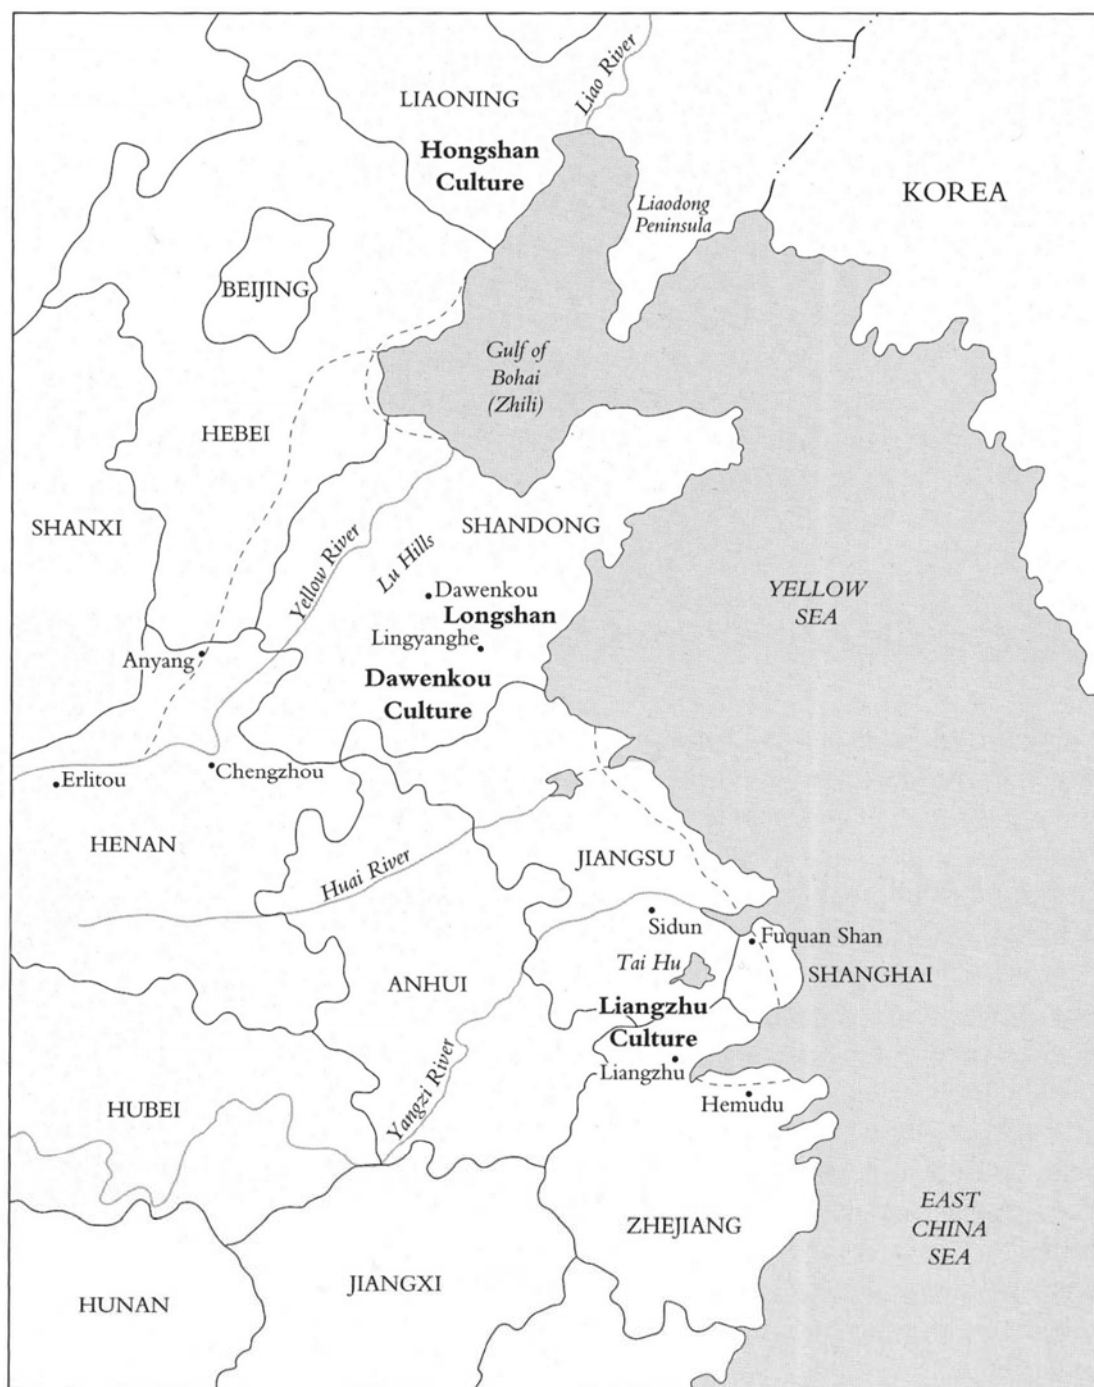 Liao River
LIAONING
Hongshan
Culture
KOREA
Liaodong
Peninsula
BEIJING
Gulf of
Bohai
(Zhili)
HEBEI
SHANXI
SHANDONG
Yellow River
Lu Hills
Dawenkou
Longshan
YELLOW
SEA
Lingyanghe
Anyang
Dawenkou
Culture
Chengzhou
Erlitou
HENAN
JIANGSU
Huai River
Sidun
Fuquan Shan
Tai Hu
SHANGHAI
ANHUI
Liangzhu
Culture
Liangzhu
Yangzi River
Hemudu
HUBEI
ZHEJIANG
EAST
CHINA
SEA
JIANGXI
HUNAN